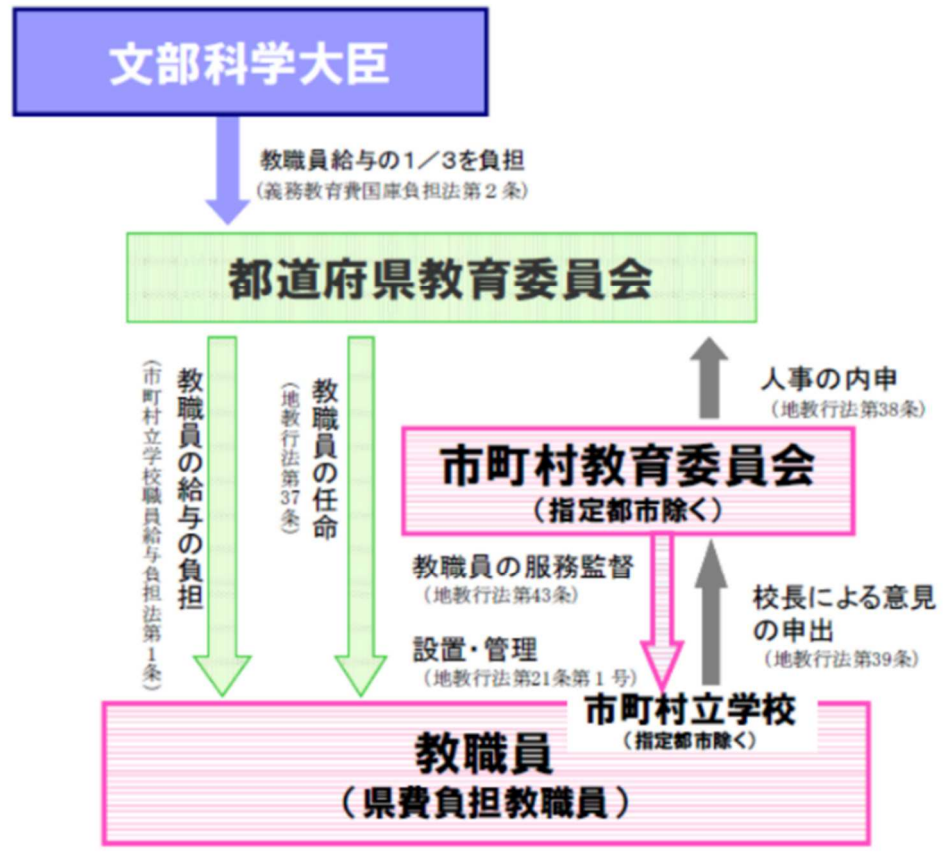 文部科学大臣
教職員給与の1／3を負担
(義務教育費国庫負担法第２条)
都道府県教育委員会
教職員の給与の負担
(市町村立学校職員給与負担法第１条)
教職員の任命
(地教行法第37条)
人事の内申
(地教行法第38条)
市町村教育委員会
(指定都市除く)
教職員の服務監督
(地教行法第43条)
設置・管理
(地教行法第21条第１号)
校長による意見
の申出
(地教行法第39条)
市町村立学校
(指定都市除く)
教職員
(県費負担教職員)